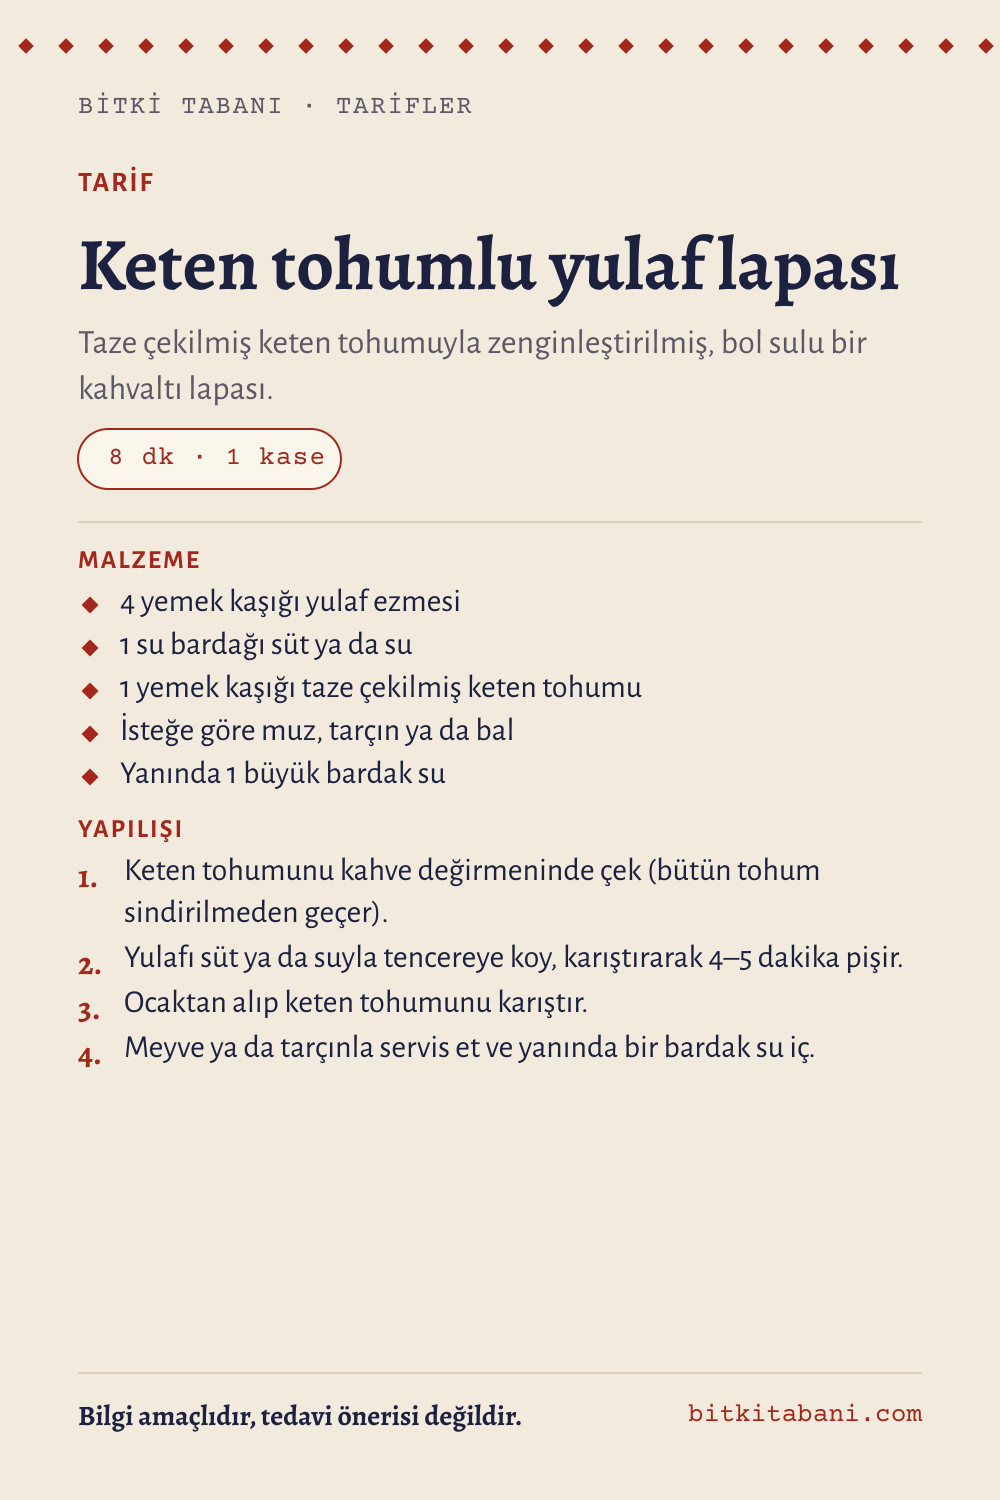 BİTKİ TABANI · TARİFLER
TARİF
Keten tohumlu yulaf lapası
Taze çekilmiş keten tohumuyla zenginleştirilmiş, bol sulu bir
kahvaltı lapası.
8 dk · 1 kase
MALZEME
◆ 4 yemek kaşığı yulaf ezmesi
◆ 1 su bardağı süt ya da su
◆ 1 yemek kaşığı taze çekilmiş keten tohumu
◆ İsteğe göre muz, tarçın ya da bal
◆ Yanında 1 büyük bardak su
YAPILIŞI
1. Keten tohumunu kahve değirmeninde çek (bütün tohum
sindirilmeden geçer).
2. Yulafı süt ya da suyla tencereye koy, karıştırarak 4–5 dakika pişir.
3. Ocaktan alıp keten tohumunu karıştır.
4. Meyve ya da tarçınla servis et ve yanında bir bardak su iç.
Bilgi amaçlıdır, tedavi önerisi değildir.
bitkitabani.com